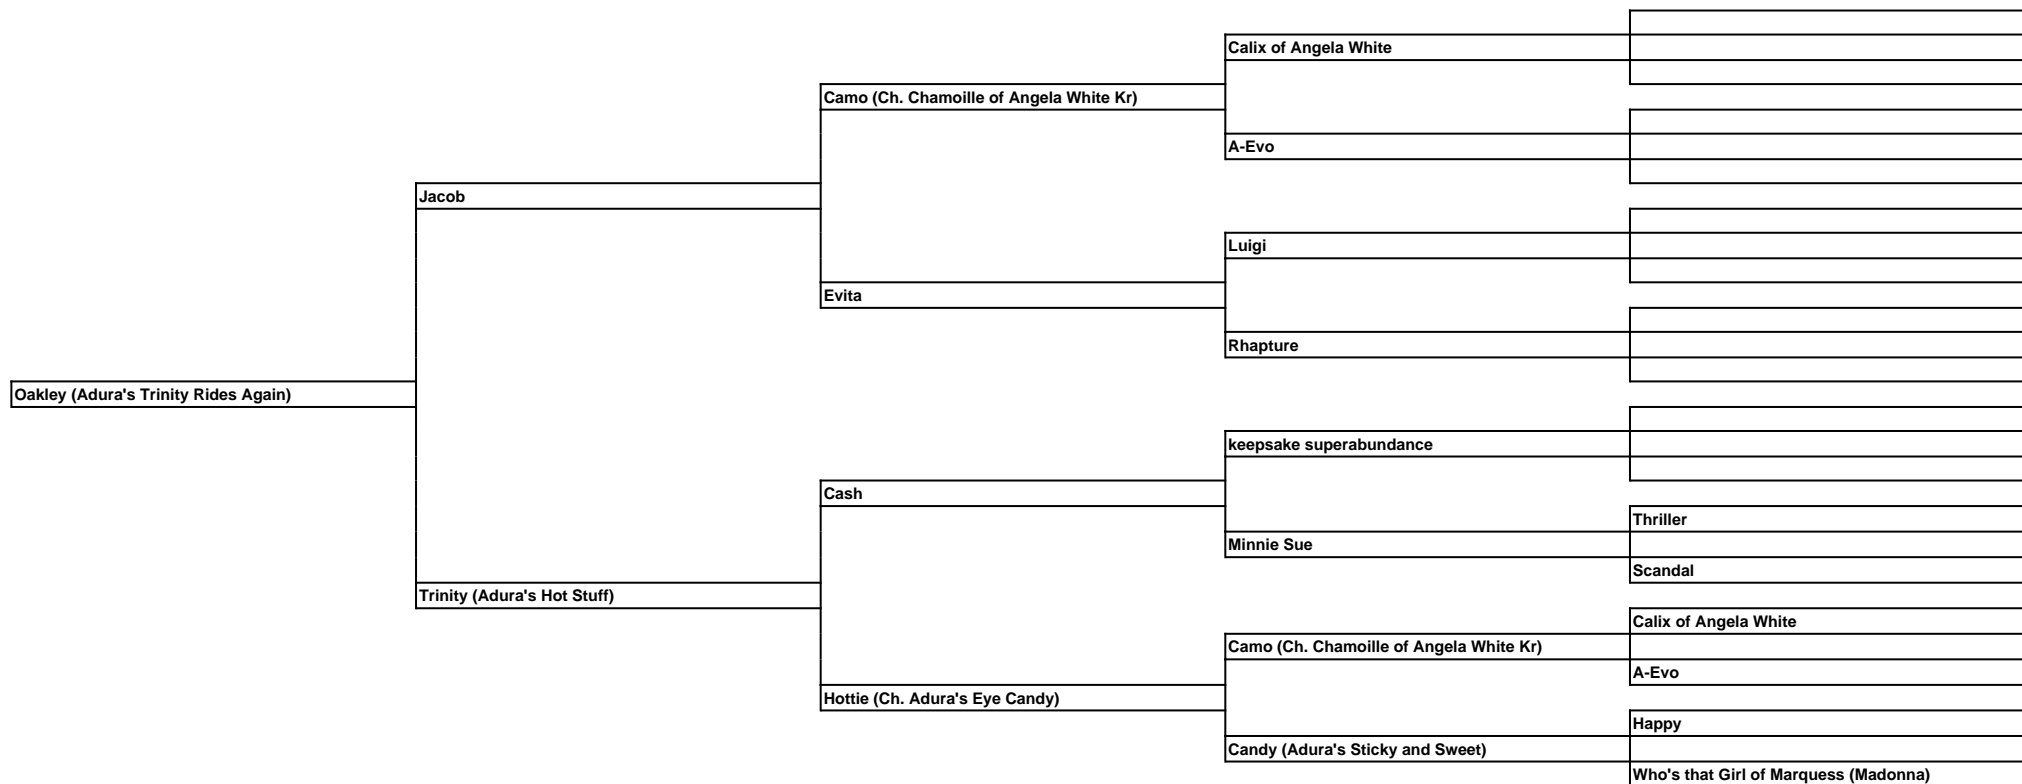 Calix of Angela White
Camo (Ch. Chamoille of Angela White Kr)
A-Evo
Jacob
Luigi
Evita
Rhapture
Oakley (Adura's Trinity Rides Again)
keepsake superabundance
Cash
Thriller
Minnie Sue
Scandal
Trinity (Adura's Hot Stuff)
Calix of Angela White
Camo (Ch. Chamoille of Angela White Kr)
A-Evo
Hottie (Ch. Adura's Eye Candy)
Happy
Candy (Adura's Sticky and Sweet)
Who's that Girl of Marquess (Madonna)